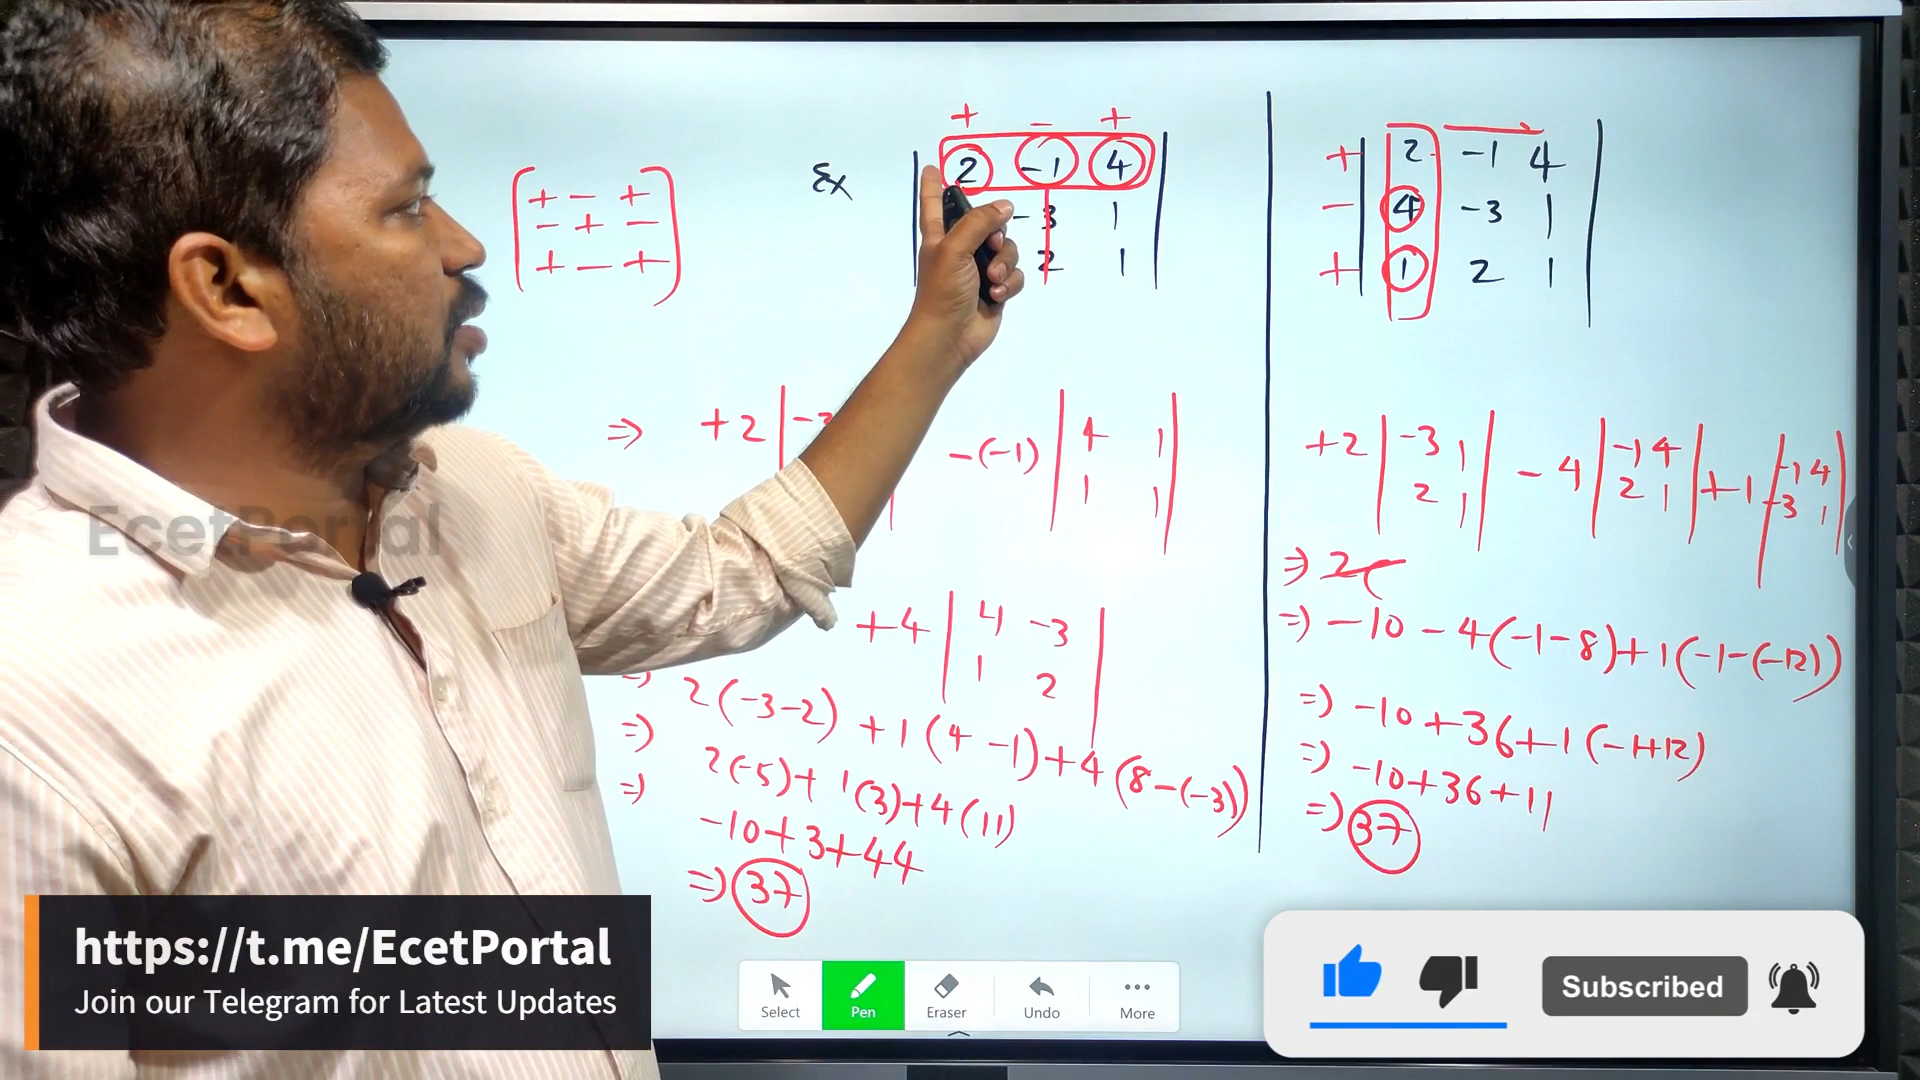 + - +
- + -
+ - +
Ex
+ - +
2 -1 4
-3 1
2 1
⇒ +2 | -3
-(-1) | 4 1 |
| 1 1 |
+4 | 4 -3 |
| 1 2 |
⇒ 2(-3-2) +1(4-1)+4(8-(-3))
⇒ 2(-5)+1(3)+4(11)
⇒ -10+3+44
⇒ 37
+ | 2 -1 4 |
- | 4 -3 1 |
+ | 1 2 1 |
+2 | -3 1 | - 4 | -1 4 | +1 | -1 4 |
| 2 1 | | 2 1 | | -3 1 |
⇒ 2(
⇒ -10 -4(-1-8)+1(-1-(-12))
⇒ -10+36+1(-1+12)
⇒ -10+36+11
⇒ 37
EcetPortal
https://t.me/EcetPortal
Join our Telegram for Latest Updates
Select Pen Eraser Undo More
Subscribed